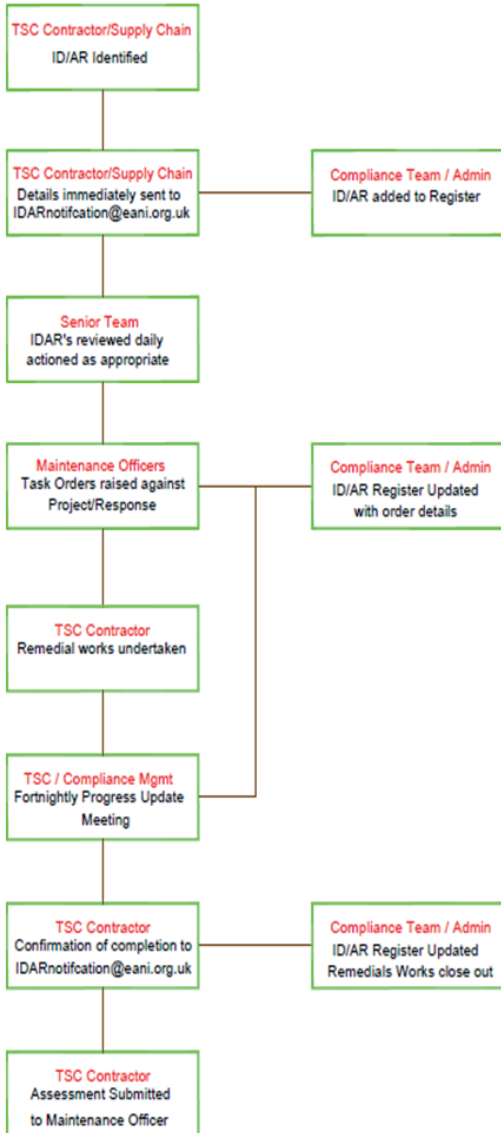 TSC Contractor/Supply Chain
ID/AR Identified
TSC Contractor/Supply Chain
Details immediately sent to
IDARnotifcation@eani.org.uk
Compliance Team / Admin
ID/AR added to Register
Senior Team
IDAR's reviewed daily
actioned as appropriate
Maintenance Officers
Task Orders raised against
Project/Response
Compliance Team / Admin
ID/AR Register Updated
with order details
TSC Contractor
Remedial works undertaken
TSC / Compliance Mgmt
Fortnightly Progress Update
Meeting
TSC Contractor
Confirmation of completion to
IDARnotifcation@eani.org.uk
Compliance Team / Admin
ID/AR Register Updated
Remedials Works close out
TSC Contractor
Assessment Submitted
to Maintenance Officer